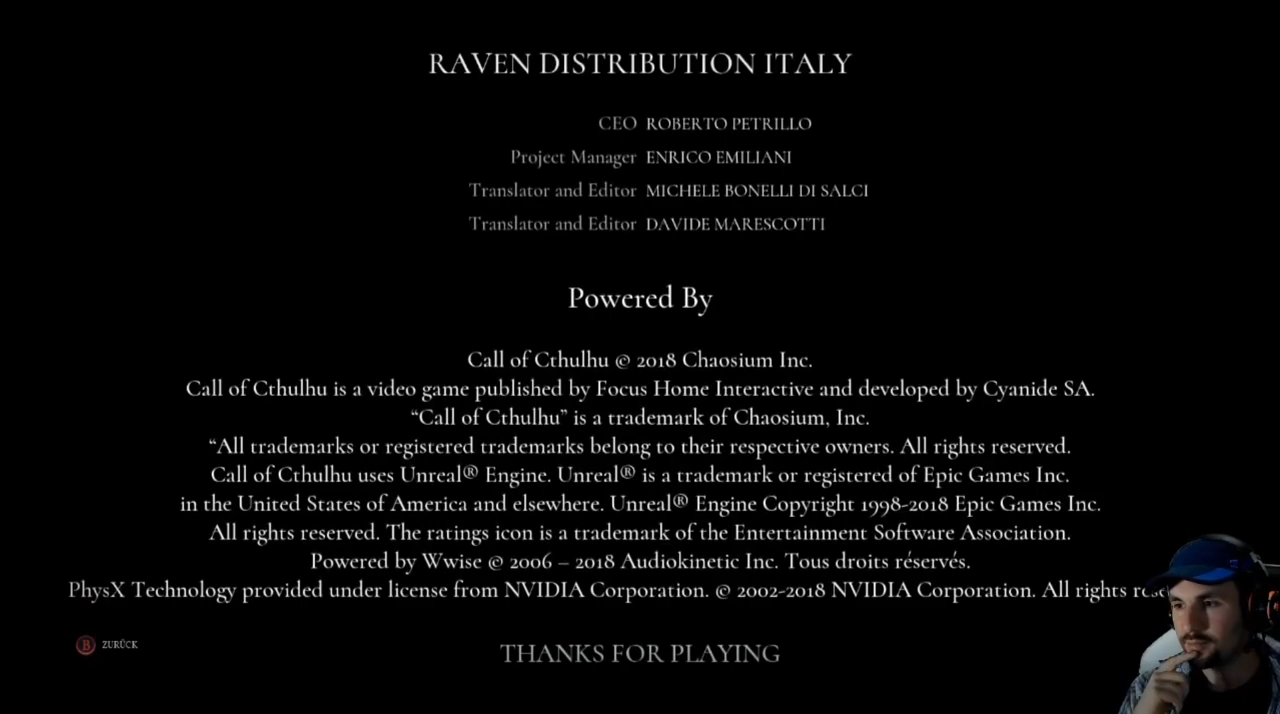 RAVEN DISTRIBUTION ITALY
CEO ROBERTO PETRILLO
Project Manager ENRICO EMILIANI
Translator and Editor MICHELE BONELLI DI SALCI
Translator and Editor DAVIDE MARESCOTTI
Powered By
Call of Cthulhu © 2018 Chaosium Inc.
Call of Cthulhu is a video game published by Focus Home Interactive and developed by Cyanide SA.
“Call of Cthulhu” is a trademark of Chaosium, Inc.
“All trademarks or registered trademarks belong to their respective owners. All rights reserved.
Call of Cthulhu uses Unreal® Engine. Unreal® is a trademark or registered of Epic Games Inc.
in the United States of America and elsewhere. Unreal® Engine Copyright 1998-2018 Epic Games Inc.
All rights reserved. The ratings icon is a trademark of the Entertainment Software Association.
Powered by Wwise © 2006 – 2018 Audiokinetic Inc. Tous droits réservés.
PhysX Technology provided under license from NVIDIA Corporation. © 2002-2018 NVIDIA Corporation. All rights
B ZURÜCK
THANKS FOR PLAYING